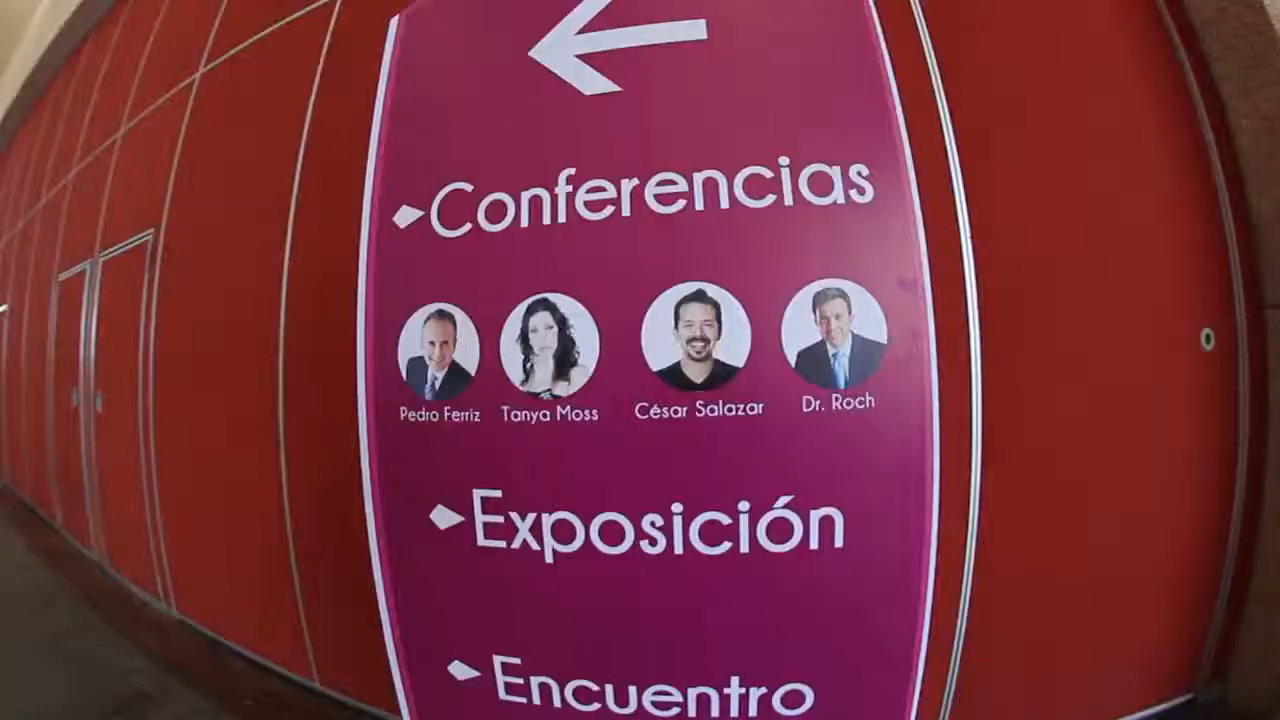 Conferencias
Pedro Ferriz Tanya Moss César Salazar Dr. Roch
Exposición
Encuentro